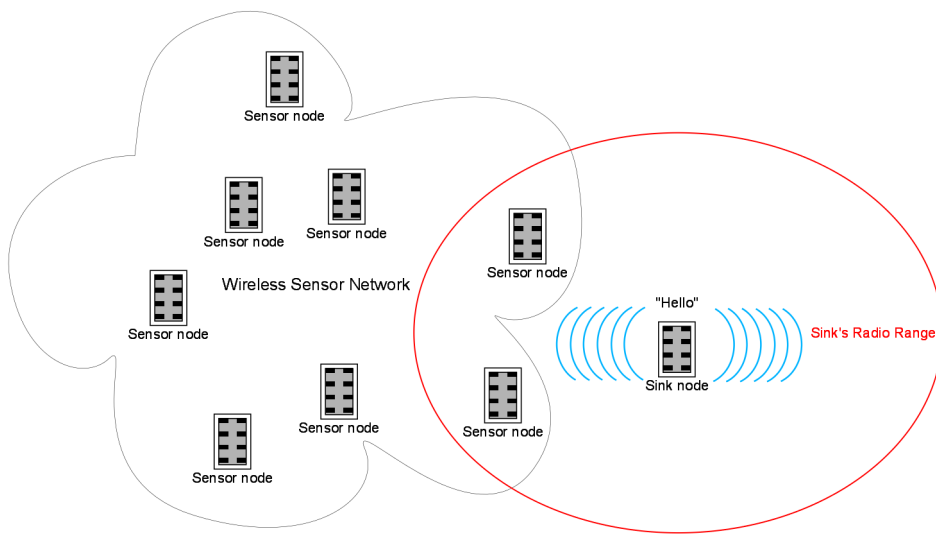 Sensor node
Sensor node
Sensor node
Sensor node
Wireless Sensor Network
"Hello"
Sensor node
Sink's Radio Range
Sink node
Sensor node
Sensor node
Sensor node